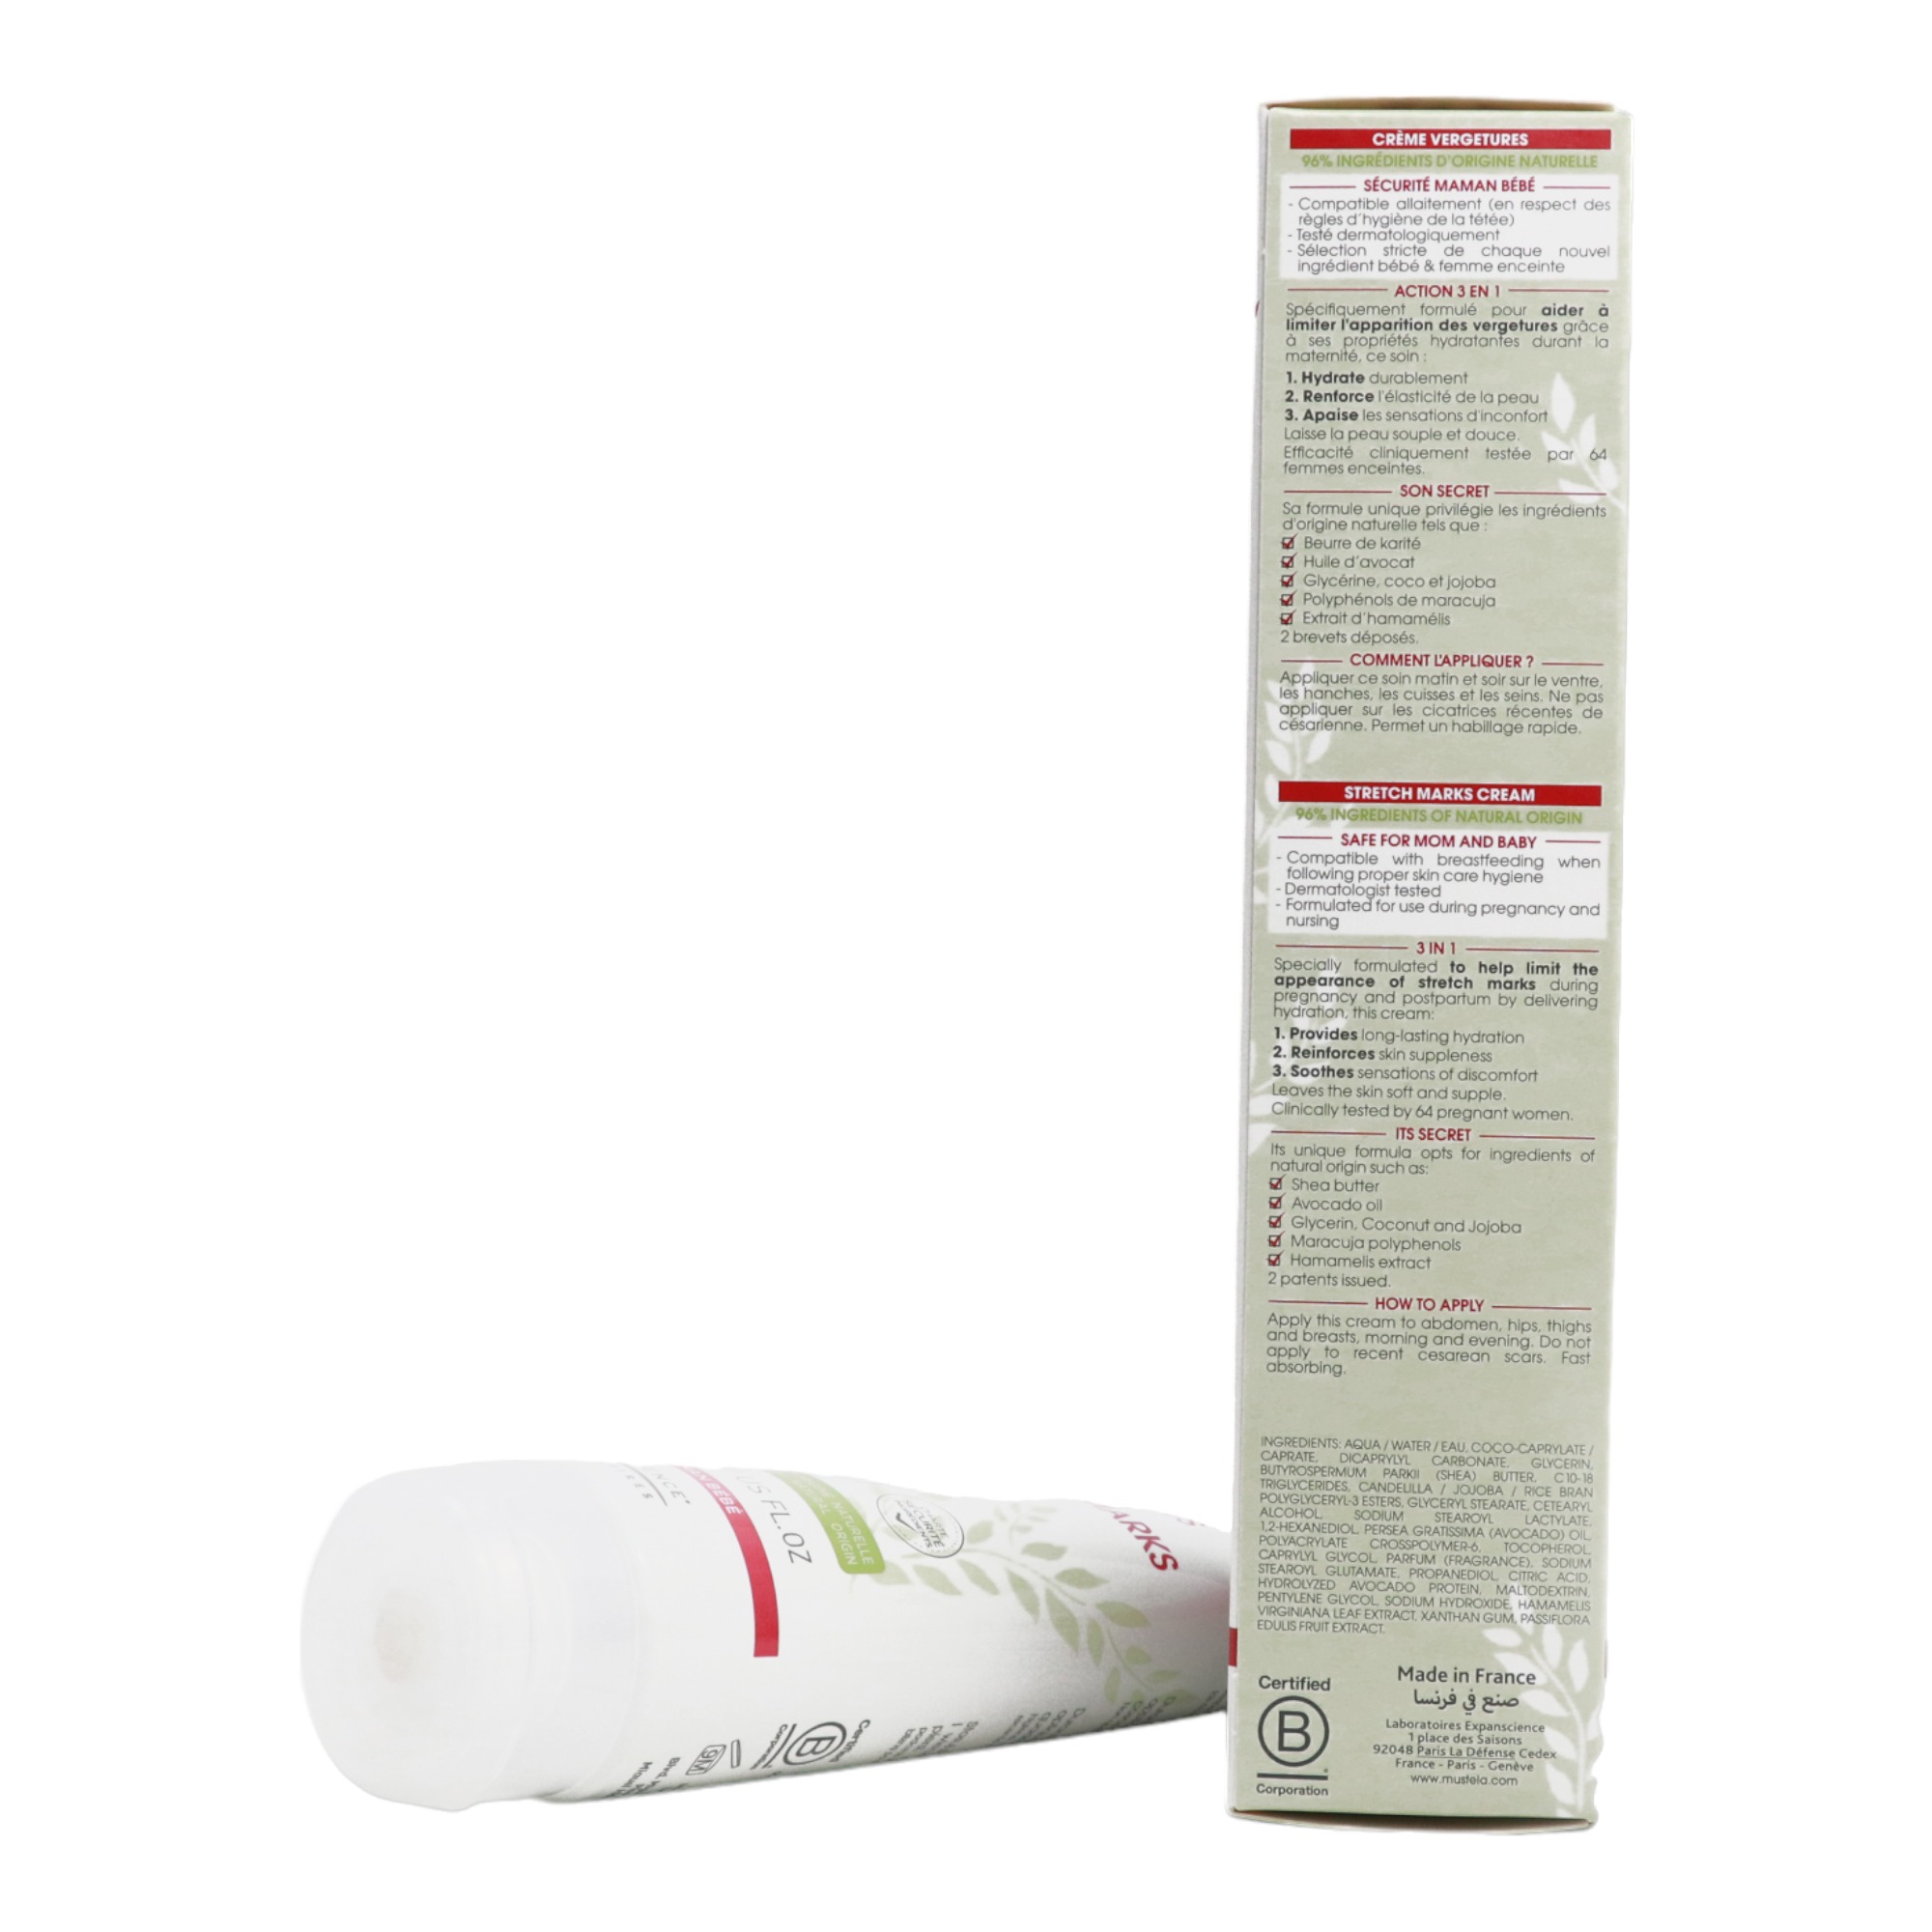 CRÈME VERGETURES
96% INGRÉDIENTS D'ORIGINE NATURELLE
SÉCURITÉ MAMAN BÉBÉ
- Compatible allaitement (en respect des
règles d'hygiène de la tétée)
- Testé dermatologiquement
- Sélection stricte de chaque nouvel
ingrédient bébé & femme enceinte
ACTION 3 EN 1
Spécifiquement formulé pour aider à
limiter l'apparition des vergetures grâce
à ses propriétés hydratantes durant la
maternité, ce soin :
1. Hydrate durablement
2. Renforce l'élasticité de la peau
3. Apaise les sensations d'inconfort
Laisse la peau souple et douce.
Efficacité cliniquement testée par 64
femmes enceintes.
SON SECRET
Sa formule unique privilégie les ingrédients
d'origine naturelle tels que :
Beurre de karité
Huile d'avocat
Glycérine, coco et jojoba
Polyphénols de maracuja
Extrait d'hamamélis
2 brevets déposés.
COMMENT L'APPLIQUER ?
Appliquer ce soin matin et soir sur le ventre,
les hanches, les cuisses et les seins. Ne pas
appliquer sur les cicatrices récentes de
césarienne. Permet un habillage rapide.
STRETCH MARKS CREAM
96% INGREDIENTS OF NATURAL ORIGIN
SAFE FOR MOM AND BABY
- Compatible with breastfeeding when
following proper skin care hygiene
- Dermatologist tested
- Formulated for use during pregnancy and
nursing
3 IN 1
Specially formulated to help limit the
appearance of stretch marks during
pregnancy and postpartum by delivering
hydration, this cream:
1. Provides long-lasting hydration
2. Reinforces skin suppleness
3. Soothes sensations of discomfort
Leaves the skin soft and supple.
Clinically tested by 64 pregnant women.
ITS SECRET
Its unique formula opts for ingredients of
natural origin such as:
Shea butter
Avocado oil
Glycerin, Coconut and Jojoba
Maracuja polyphenols
Hamamelis extract
2 patents issued.
HOW TO APPLY
Apply this cream to abdomen, hips, thighs
and breasts, morning and evening. Do not
apply to recent cesarean scars. Fast
absorbing.
INGREDIENTS: AQUA / WATER / EAU, COCO-CAPRYLATE /
CAPRATE, DICAPRYLYL CARBONATE, GLYCERIN,
BUTYROSPERMUM PARKII (SHEA) BUTTER, C10-18
TRIGLYCERIDES, CANDELILLA / JOJOBA / RICE BRAN
POLYGLYCERYL-3 ESTERS, GLYCERYL STEARATE, CETEARYL
ALCOHOL, SODIUM STEAROYL LACTYLATE,
1,2-HEXANEDIOL, PERSEA GRATISSIMA (AVOCADO) OIL,
POLYACRYLATE CROSSPOLYMER-6, TOCOPHEROL,
CAPRYLYL GLYCOL, PARFUM (FRAGRANCE), SODIUM
STEAROYL GLUTAMATE, PROPANEDIOL, CITRIC ACID,
HYDROLYZED AVOCADO PROTEIN, MALTODEXTRIN,
PENTYLENE GLYCOL, SODIUM HYDROXIDE, HAMAMELIS
VIRGINIANA LEAF EXTRACT, XANTHAN GUM, PASSIFLORA
EDULIS FRUIT EXTRACT.
Certified
B
Corporation
Made in France
صنع في فرنسا
Laboratoires Expanscience
1 place des Saisons
92048 Paris La Défense Cedex
France - Paris - Genève
www.mustela.com
BÉBÉ
US FL.OZ
NATURELLE
ORIGIN
SÉCURITÉ
ARKS
Certified
B
Corporation